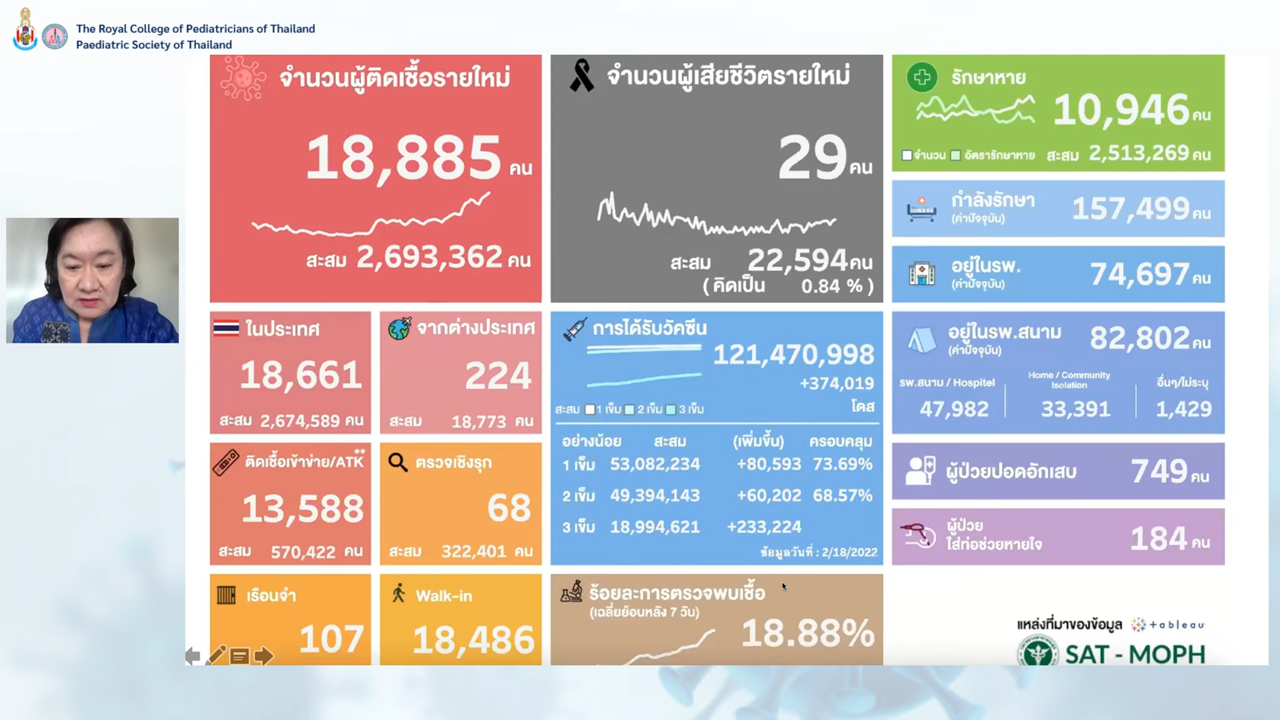 The Royal College of Pediatricians of Thailand
Paediatric Society of Thailand
จำนวนผู้ติดเชื้อรายใหม่
18,885 คน
สะสม 2,693,362 คน
จำนวนผู้เสียชีวิตรายใหม่
29 คน
สะสม 22,594 คน
( คิดเป็น 0.84 % )
รักษาหาย
10,946 คน
จำนวน อัตรารักษาหาย สะสม 2,513,269 คน
กำลังรักษา
(ค่าปัจจุบัน)
157,499 คน
อยู่ในรพ.
(ค่าปัจจุบัน)
74,697 คน
ในประเทศ
18,661
สะสม 2,674,589 คน
จากต่างประเทศ
224
สะสม 18,773 คน
การได้รับวัคซีน
121,470,998
+374,019
สะสม 1 เข็ม 2 เข็ม 3 เข็ม โดส
อย่างน้อย สะสม (เพิ่มขึ้น) ครอบคลุม
1 เข็ม 53,082,234 +80,593 73.69%
2 เข็ม 49,394,143 +60,202 68.57%
3 เข็ม 18,994,621 +233,224
ข้อมูลวันที่ : 2/18/2022
อยู่ในรพ.สนาม
(ค่าปัจจุบัน)
82,802 คน
รพ.สนาม / Hospitel
47,982
Home / Community
Isolation
33,391
อื่นๆ/ไม่ระบุ
1,429
ติดเชื้อเข้าข่าย/ATK**
13,588
สะสม 570,422 คน
ตรวจเชิงรุก
68
สะสม 322,401 คน
ผู้ป่วยปอดอักเสบ 749 คน
ผู้ป่วย
ใส่ท่อช่วยหายใจ
184 คน
เรือนจำ
107
Walk-in
18,486
ร้อยละการตรวจพบเชื้อ
(เฉลี่ยย้อนหลัง 7 วัน)
18.88%
แหล่งที่มาของข้อมูล +tableau
SAT - MOPH